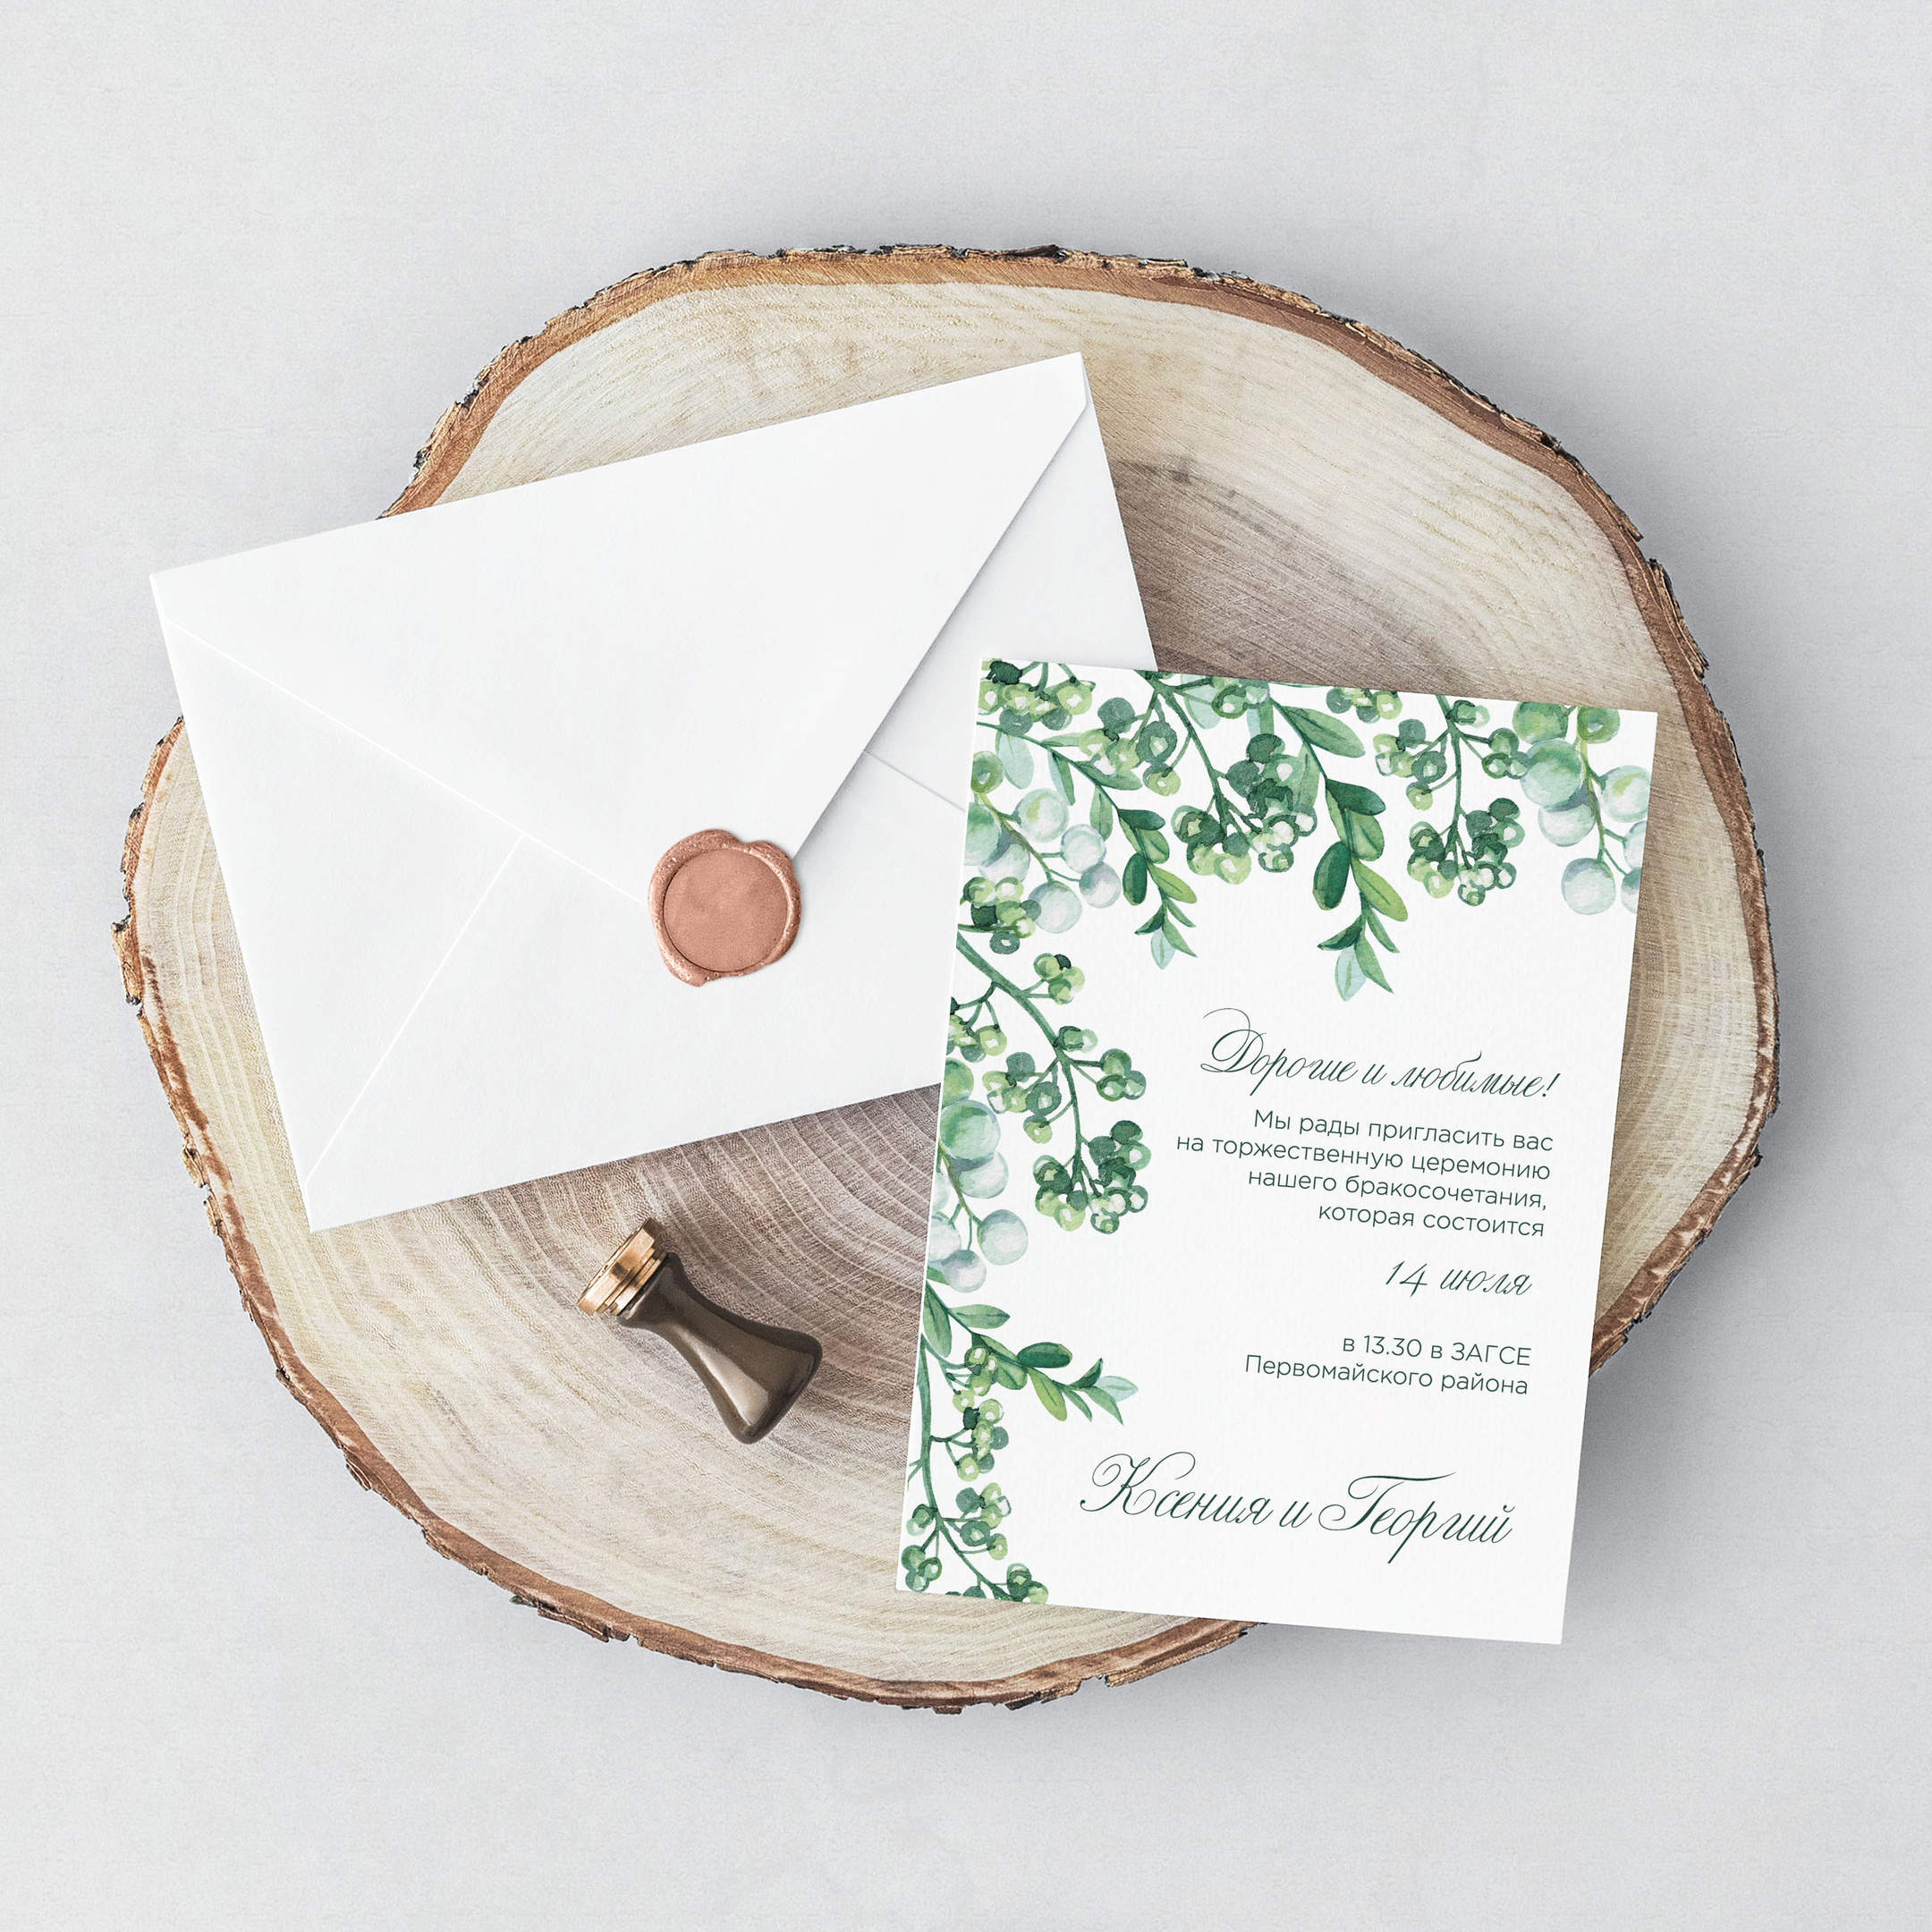 Дорогие и любимые!
Мы рады пригласить вас
на торжественную церемонию
нашего бракосочетания,
которая состоится
14 июля
в 13.30 в ЗАГСЕ
Первомайского района
Ксения и Георгий